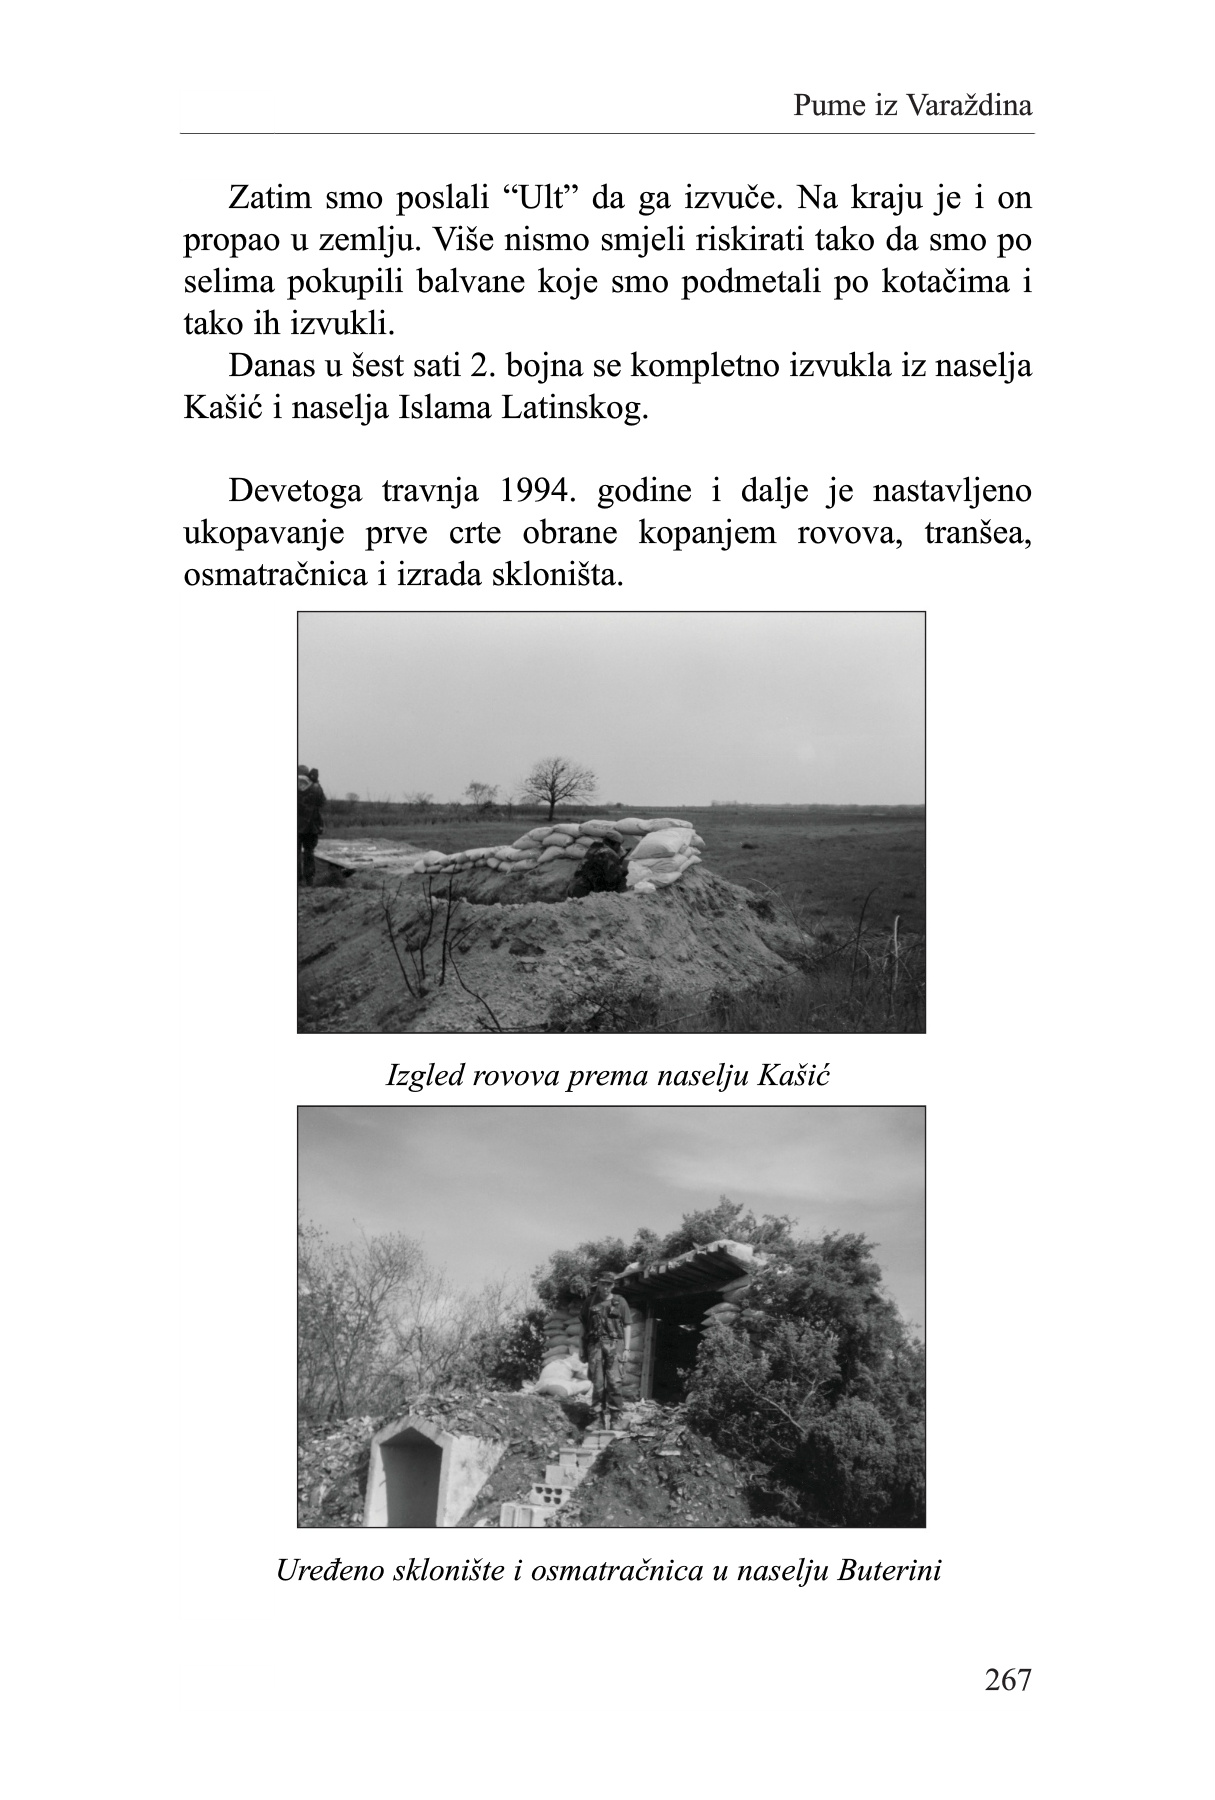 Pume iz Varaždina
Zatim smo poslali “Ult” da ga izvuče. Na kraju je i on
propao u zemlju. Više nismo smjeli riskirati tako da smo po
selima pokupili balvane koje smo podmetali po kotačima i
tako ih izvukli.
Danas u šest sati 2. bojna se kompletno izvukla iz naselja
Kašić i naselja Islama Latinskog.
Devetoga travnja 1994. godine i dalje je nastavljeno
ukopavanje prve crte obrane kopanjem rovova, tranšea,
osmatračnica i izrada skloništa.
Izgled rovova prema naselju Kašić
Uređeno sklonište i osmatračnica u naselju Buterini
267